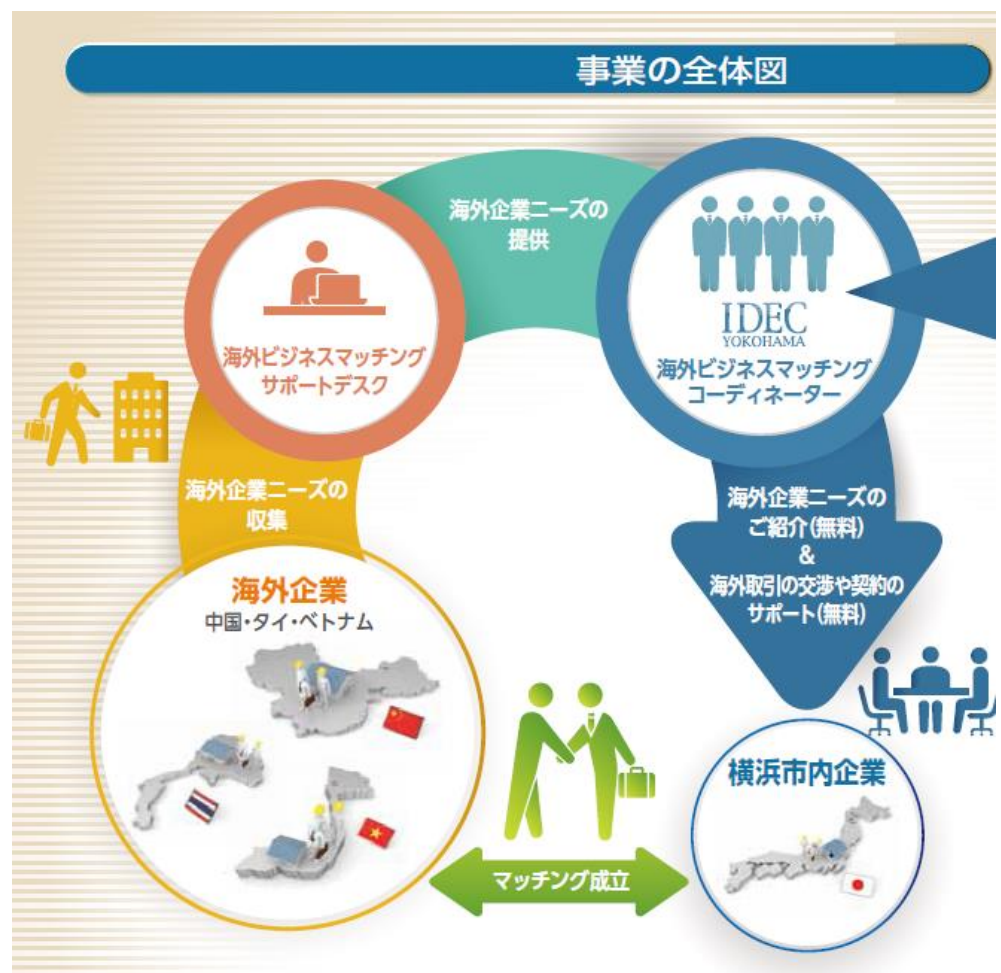 事業の全体図
海外企業ニーズの
提供
海外ビジネスマッチング
サポートデスク
IDEC
YOKOHAMA
海外ビジネスマッチング
コーディネーター
海外企業ニーズの
収集
海外企業ニーズの
ご紹介(無料)
&
海外取引の交渉や契約の
サポート(無料)
海外企業
中国・タイ・ベトナム
横浜市内企業
マッチング成立